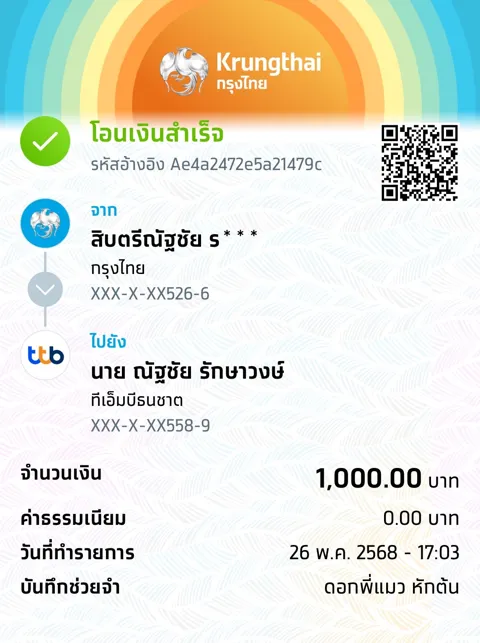 Krungthai
กรุงไทย
โอนเงินสำเร็จ
รหัสอ้างอิง Ae4a2472e5a21479c
จาก
สิบตรีณัฐชัย ร***
กรุงไทย
XXX-X-XX526-6
ttb
ไปยัง
นาย ณัฐชัย รักษาวงษ์
ทีเอ็มบีธนชาต
XXX-X-XX558-9
จำนวนเงิน 1,000.00 บาท
ค่าธรรมเนียม 0.00 บาท
วันที่ทำรายการ 26 พ.ค. 2568 - 17:03
บันทึกช่วยจำ ดอกพี่แมว หักต้น